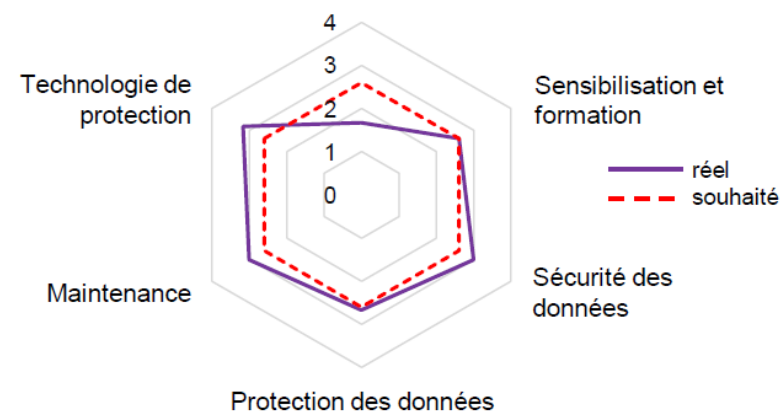 4
Technologie de
protection
3
2
1
0
Sensibilisation et
formation
réel
souhaité
Maintenance
Sécurité des
données
Protection des données